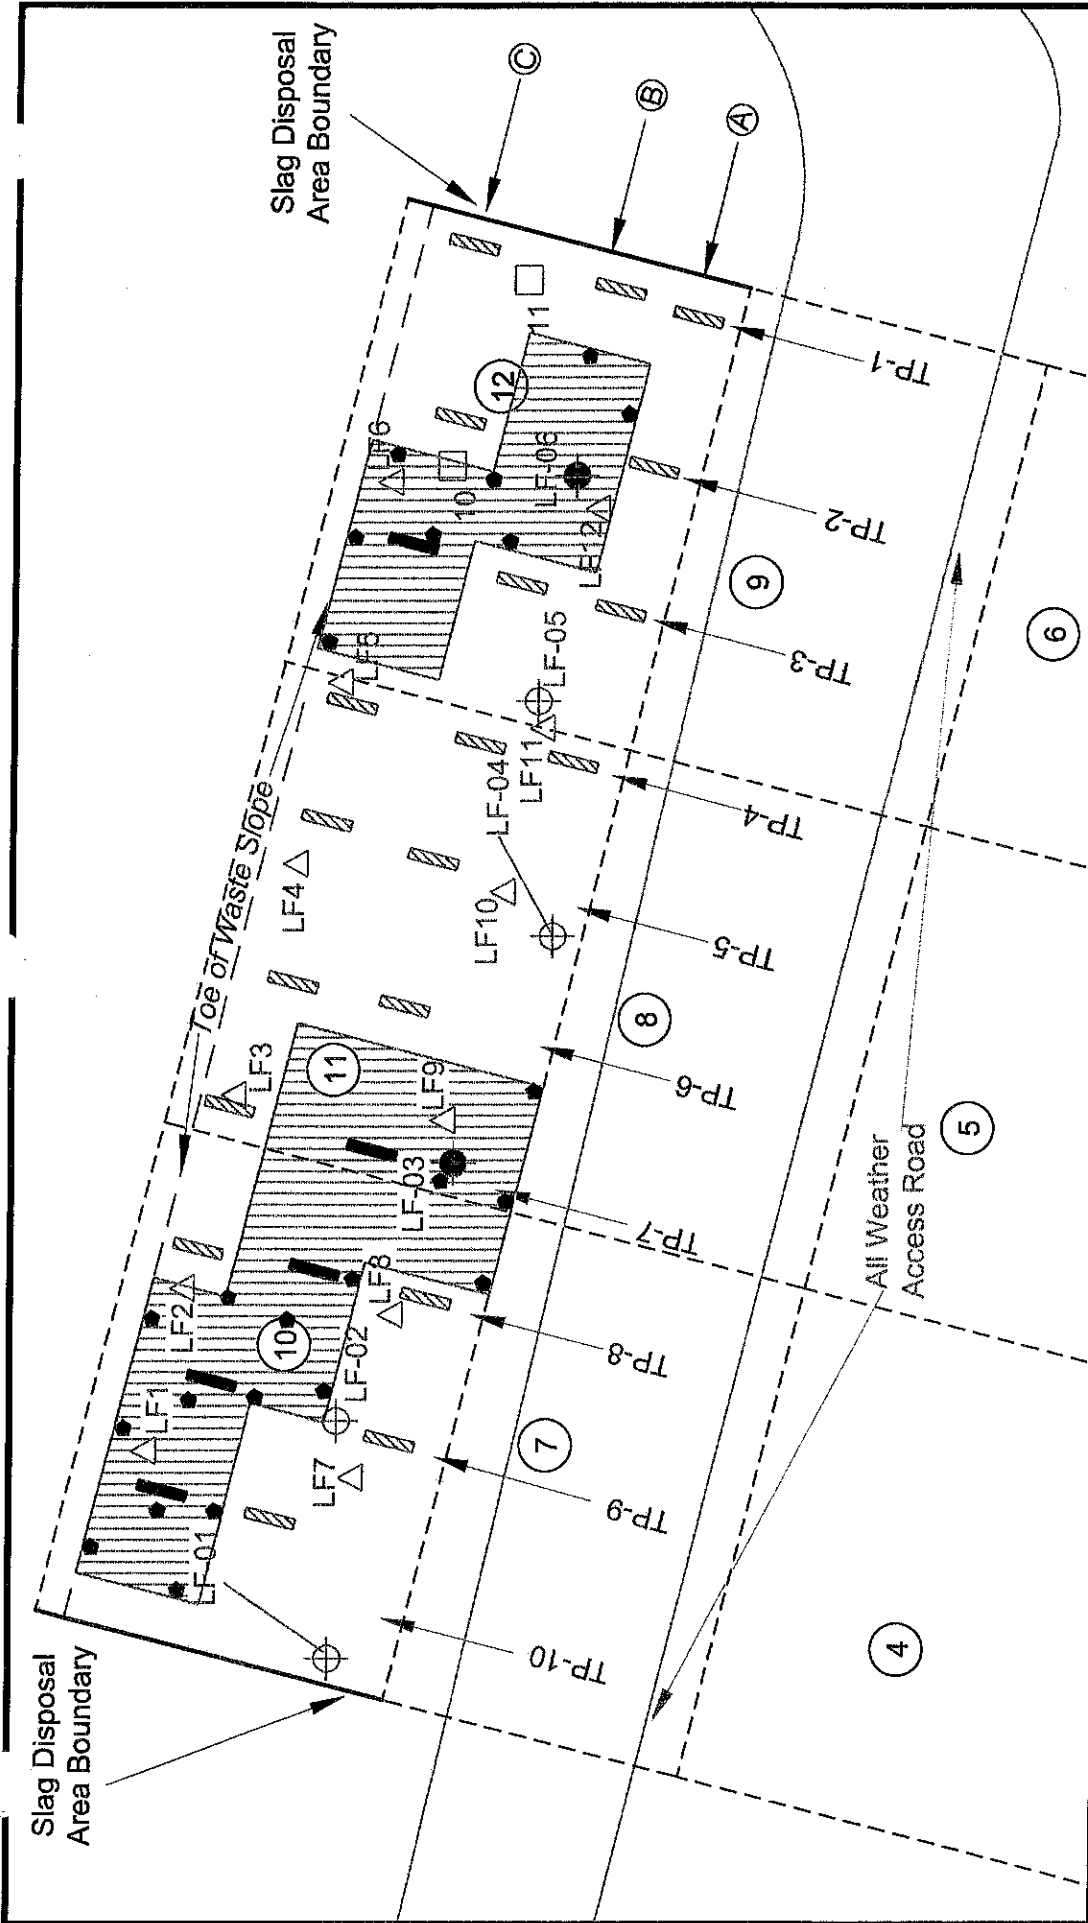 Slag Disposal
Area Boundary
Slag Disposal
Area Boundary
Toe of Waste Slope
All Weather
Access Road
A
B
C
TP-1
TP-2
TP-3
TP-4
TP-5
TP-6
TP-7
TP-8
TP-9
TP-10
LF1
LF2
LF3
LF4
LF5
LF6
LF7
LF8
LF9
LF10
LF11
LF12
LF-01
LF-02
LF-03
LF-04
LF-05
LF-06
10
11
4
5
6
7
8
9
10
11
12